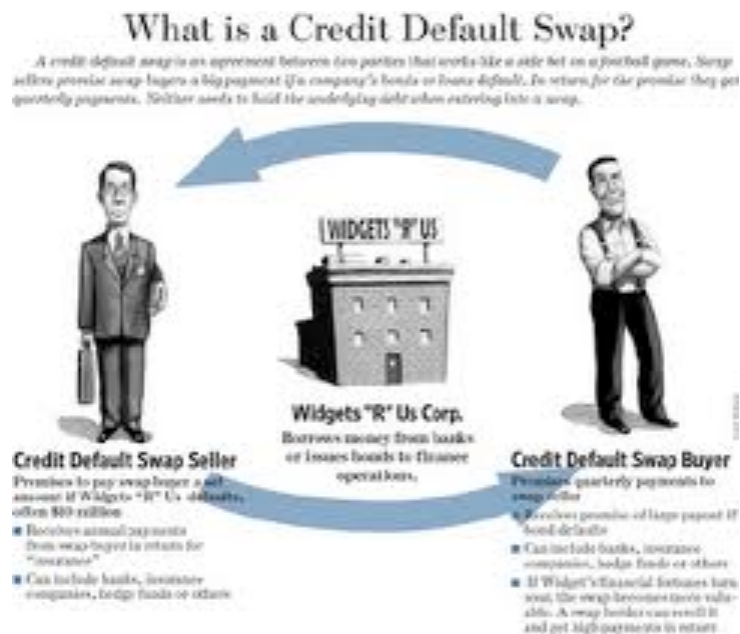 What is a Credit Default Swap?
A credit default swap is an agreement between two parties that works like a side bet on a football game. Swap
sellers promise swap buyers a big payment if a company's bonds or loans default. In return for the promise they get
quarterly payments. Neither needs to hold the underlying debt when entering into a swap.
WIDGETS "R" US
Widgets "R" Us Corp.
Borrows money from banks
or issues bonds to finance
operations.
Credit Default Swap Seller
Promises to pay swap buyer a set
amount if Widgets "R" Us defaults,
often $10 million
Receives annual payments
from swap buyer in return for
"insurance"
Can include banks, insurance
companies, hedge funds or others
Credit Default Swap Buyer
Promises quarterly payments to
swap seller
Receives promise of large payout if
bond defaults
Can include banks, insurance
companies, hedge funds or others
If Widget's financial fortunes turn
sour, the swap becomes more valu-
able. A swap holder can resell it
and get high payments in return